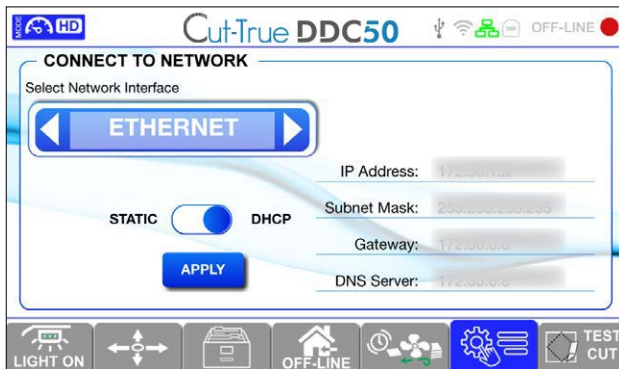 MODE
HD
Cut-True DDC50
OFF-LINE
CONNECT TO NETWORK
Select Network Interface
ETHERNET
IP Address:
STATIC
DHCP
Subnet Mask:
Gateway:
APPLY
DNS Server:
LIGHT ON
OFF-LINE
TEST
CUT